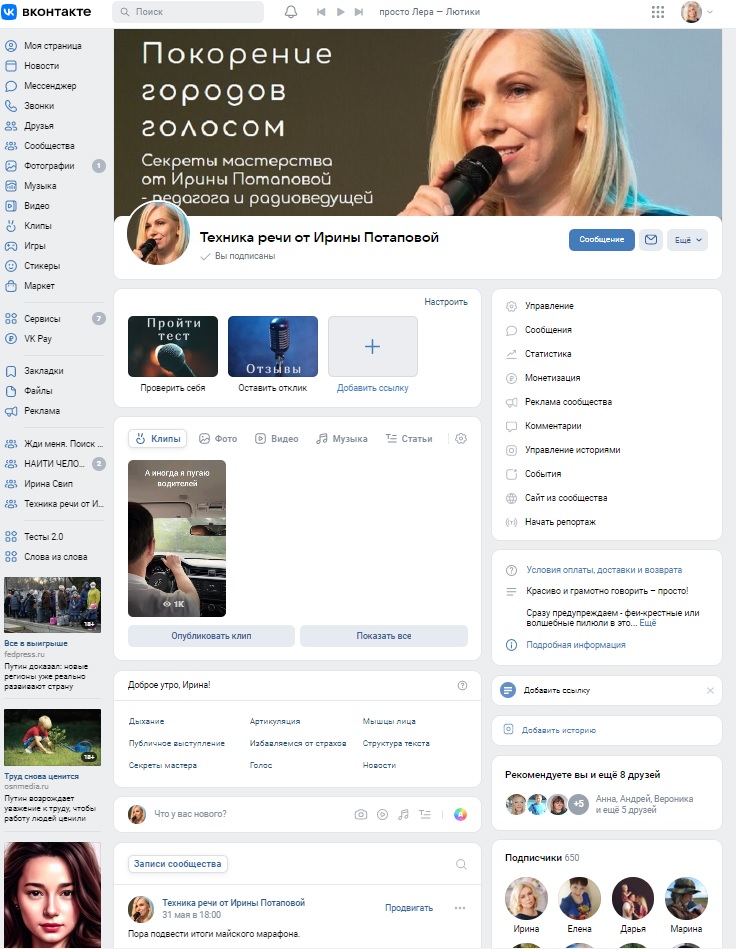 вконтакте
Поиск
просто Лера — Лютики
Моя страница
Новости
Мессенджер
Звонки
Друзья
Сообщества
Фотографии 1
Музыка
Видео
Клипы
Игры
Стикеры
Маркет
Сервисы 7
VK Pay
Закладки
Файлы
Реклама
Жди меня. Поиск ...
НАЙТИ ЧЕЛО... 2
Ирина Свип
Техника речи от И...
Тесты 2.0
Слова из слова
18+
Все в выигрыше
fedpress.ru
Путин доказал: новые
регионы уже реально
развивают страну
18+
Труд снова ценится
osnmedia.ru
Путин возрождает
уважение к труду, чтобы
работу людей ценили
Покорение
городов
голосом
Секреты мастерства
от Ирины Потаповой
- педагога и радиоведущей
Техника речи от Ирины Потаповой
Вы подписаны
Сообщение
Ещё
Настроить
Пройти
тест
Отзывы
Проверить себя
Оставить отклик
Добавить ссылку
Клипы
Фото
Видео
Музыка
Статьи
А иногда я пугаю
водителей
1K
Опубликовать клип
Показать все
Доброе утро, Ирина!
Дыхание
Артикуляция
Мышцы лица
Публичное выступление
Избавляемся от страхов
Структура текста
Секреты мастера
Голос
Новости
Что у вас нового?
Записи сообщества
Техника речи от Ирины Потаповой
31 мая в 18:00
Продвигать
Пора подвести итоги майского марафона.
Управление
Сообщения
Статистика
Монетизация
Реклама сообщества
Комментарии
Управление историями
События
Сайт из сообщества
Начать репортаж
Условия оплаты, доставки и возврата
Красиво и грамотно говорить – просто!
Сразу предупреждаем - феи-крестные или
волшебные пилюли в это... Ещё
Подробная информация
Добавить ссылку
Добавить историю
Рекомендуете вы и ещё 8 друзей
+5
Анна, Андрей, Вероника
и ещё 5 друзей
Подписчики 650
Ирина
Елена
Дарья
Марина